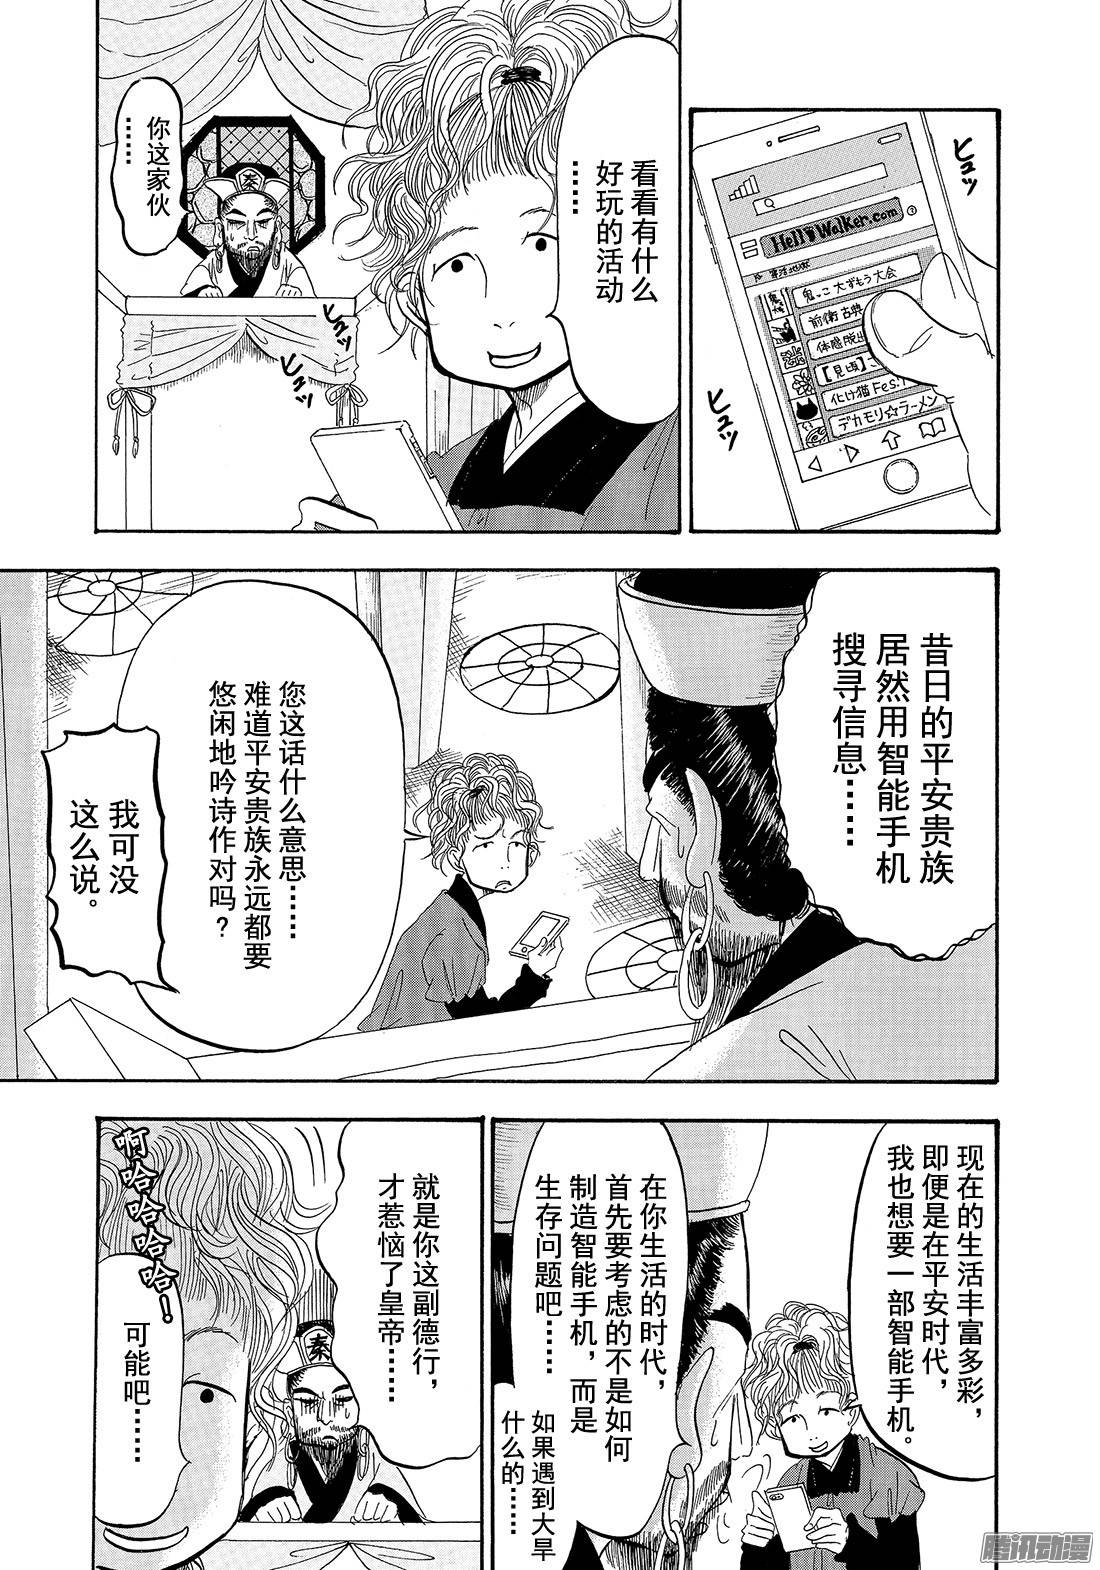 ヒュッ
Hell's Walker.com
鬼ごっこ大ずもう大会
前衛古典
体感脱出
【見頃】
化け猫Fes.
デカモリ☆ラーメン
ヒュッ
看看有什么
好玩的活动
……
你这家伙
……
秦
ヒュッ
ヒュッ
昔日的平安贵族
居然用智能手机
搜寻信息……
您这话什么意思……
难道平安贵族永远都要
悠闲地吟诗作对吗？
我可没
这么说。
现在的生活丰富多彩，
即便是在平安时代，
我也想要一部智能手机。
在你生活的时代，
首先要考虑的不是如何
制造智能手机，而是
生存问题吧……
如果遇到大旱
什么的……
就是你这副德行，
才惹恼了皇帝……
秦
啊哈哈哈哈！
可能吧……
腾讯动漫